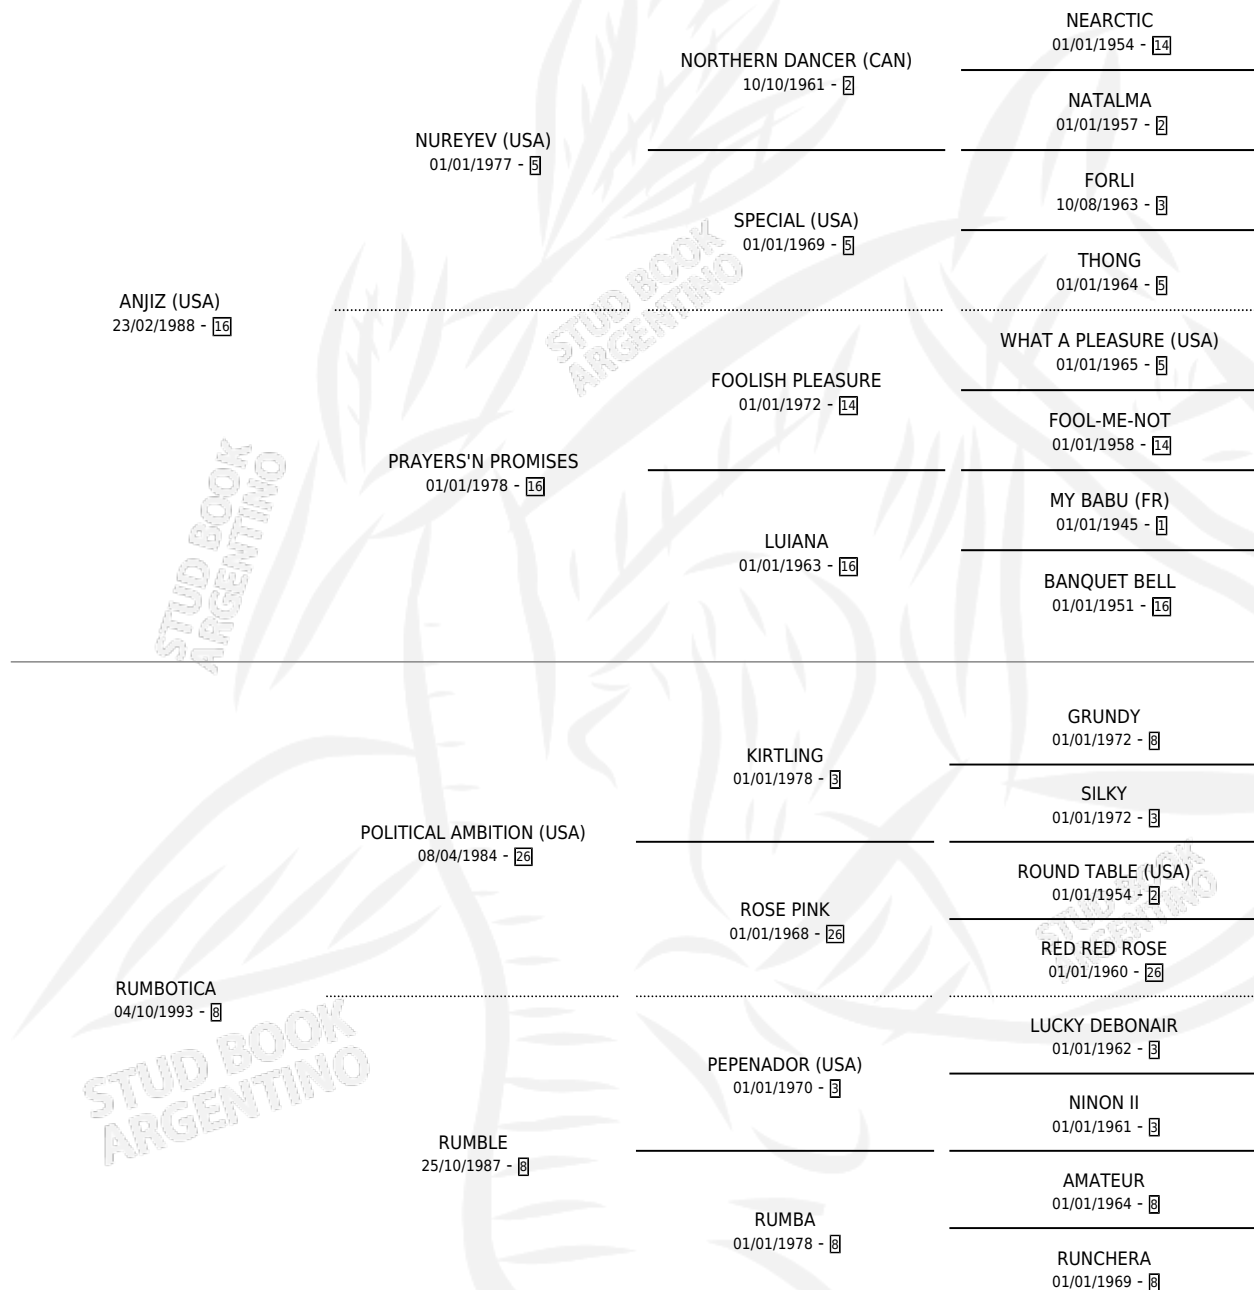 NEARCTIC
01/01/1954 - 14
NORTHERN DANCER (CAN)
10/10/1961 - 2
NATALMA
01/01/1957 - 2
NUREYEV (USA)
01/01/1977 - 5
FORLI
10/08/1963 - 3
SPECIAL (USA)
01/01/1969 - 5
THONG
01/01/1964 - 5
ANJIZ (USA)
23/02/1988 - 16
WHAT A PLEASURE (USA)
01/01/1965 - 5
FOOLISH PLEASURE
01/01/1972 - 14
FOOL-ME-NOT
01/01/1958 - 14
PRAYERS'N PROMISES
01/01/1978 - 16
MY BABU (FR)
01/01/1945 - 1
LUIANA
01/01/1963 - 16
BANQUET BELL
01/01/1951 - 16
GRUNDY
01/01/1972 - 8
KIRTLING
01/01/1978 - 3
SILKY
01/01/1972 - 3
POLITICAL AMBITION (USA)
08/04/1984 - 26
ROUND TABLE (USA)
01/01/1954 - 2
ROSE PINK
01/01/1968 - 26
RED RED ROSE
01/01/1960 - 26
RUMBOTICA
04/10/1993 - 8
LUCKY DEBONAIR
01/01/1962 - 3
PEPENADOR (USA)
01/01/1970 - 3
NINON II
01/01/1961 - 3
RUMBLE
25/10/1987 - 8
AMATEUR
01/01/1964 - 8
RUMBA
01/01/1978 - 8
RUNCHERA
01/01/1969 - 8
STUD BOOK
ARGENTINO
STUD BOOK
ARGENTINO
STUD BOOK
ARGENTINO
STUD BOOK
ARGENTINO